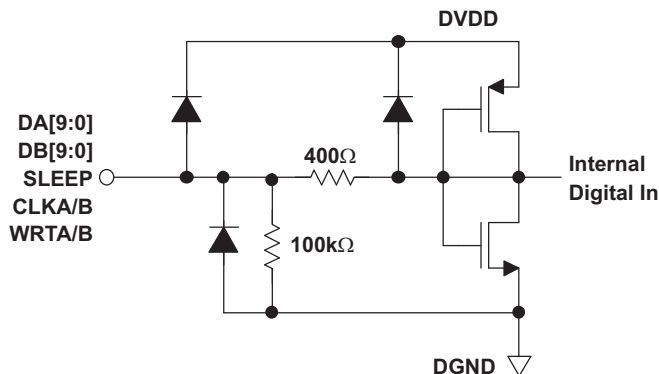 DVDD
DA[9:0]
DB[9:0]
SLEEP
CLKA/B
WRTA/B
400Ω
100kΩ
Internal
Digital In
DGND